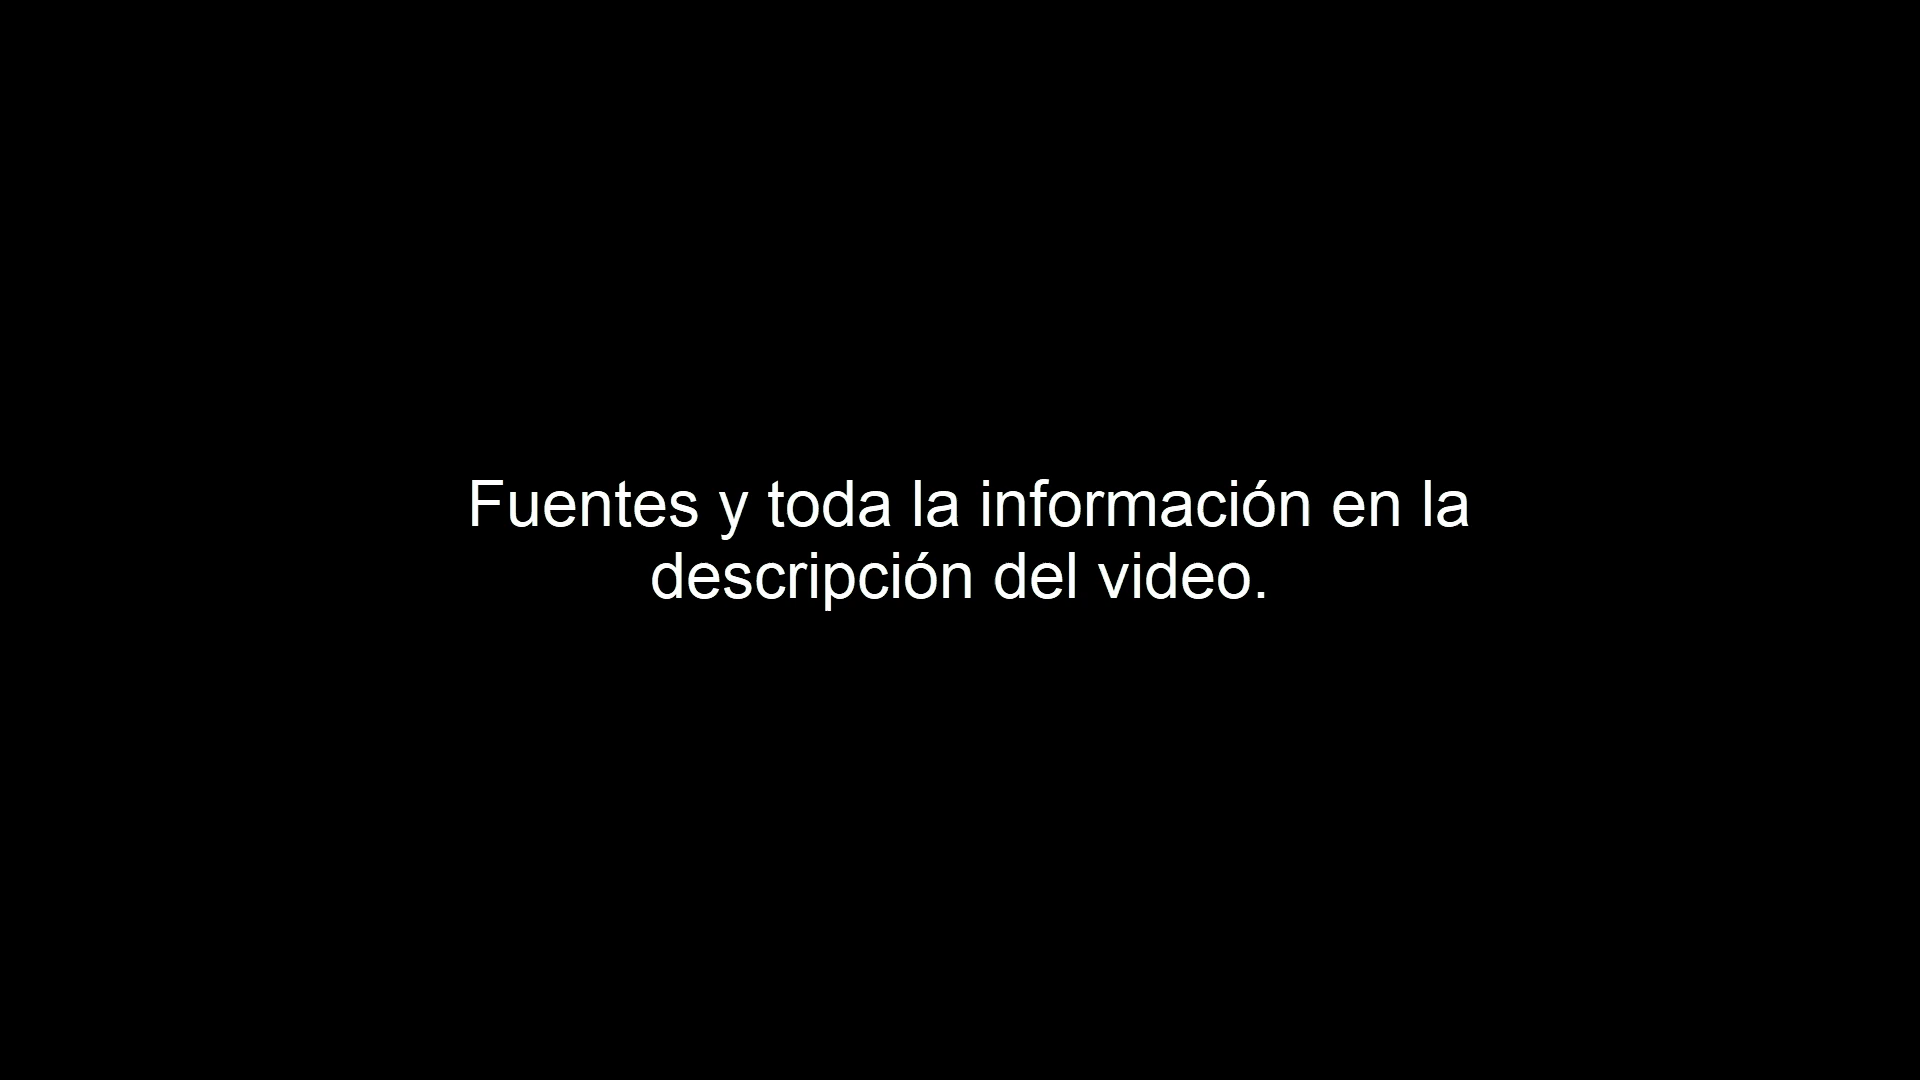 Fuentes y toda la información en la
descripción del video.